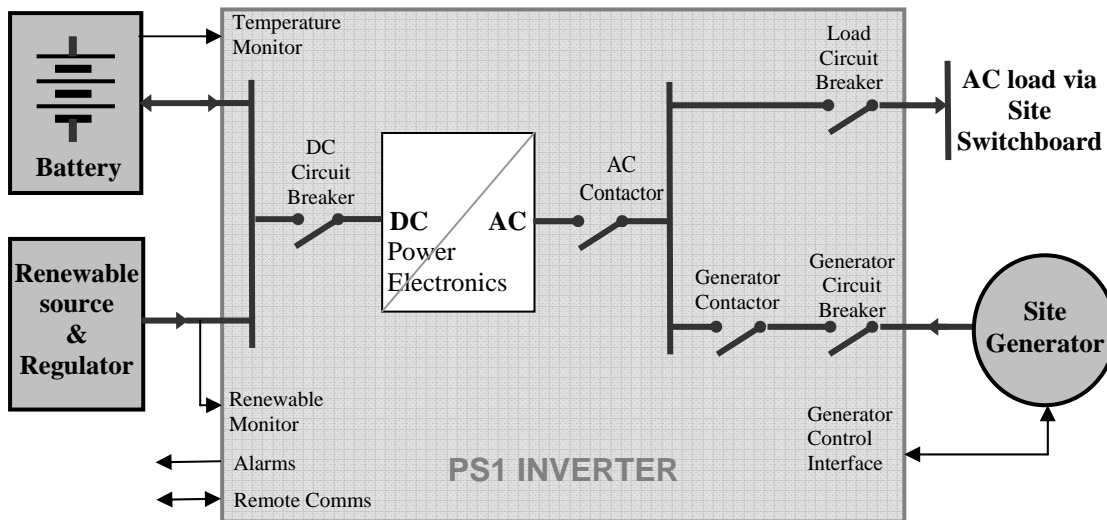 Battery
Temperature
Monitor
Renewable
source
&
Regulator
Renewable
Monitor
Alarms
Remote Comms
DC
Circuit
Breaker
DC
AC
Power
Electronics
AC
Contactor
Load
Circuit
Breaker
AC load via
Site
Switchboard
Generator
Contactor
Generator
Circuit
Breaker
Site
Generator
Generator
Control
Interface
PS1 INVERTER